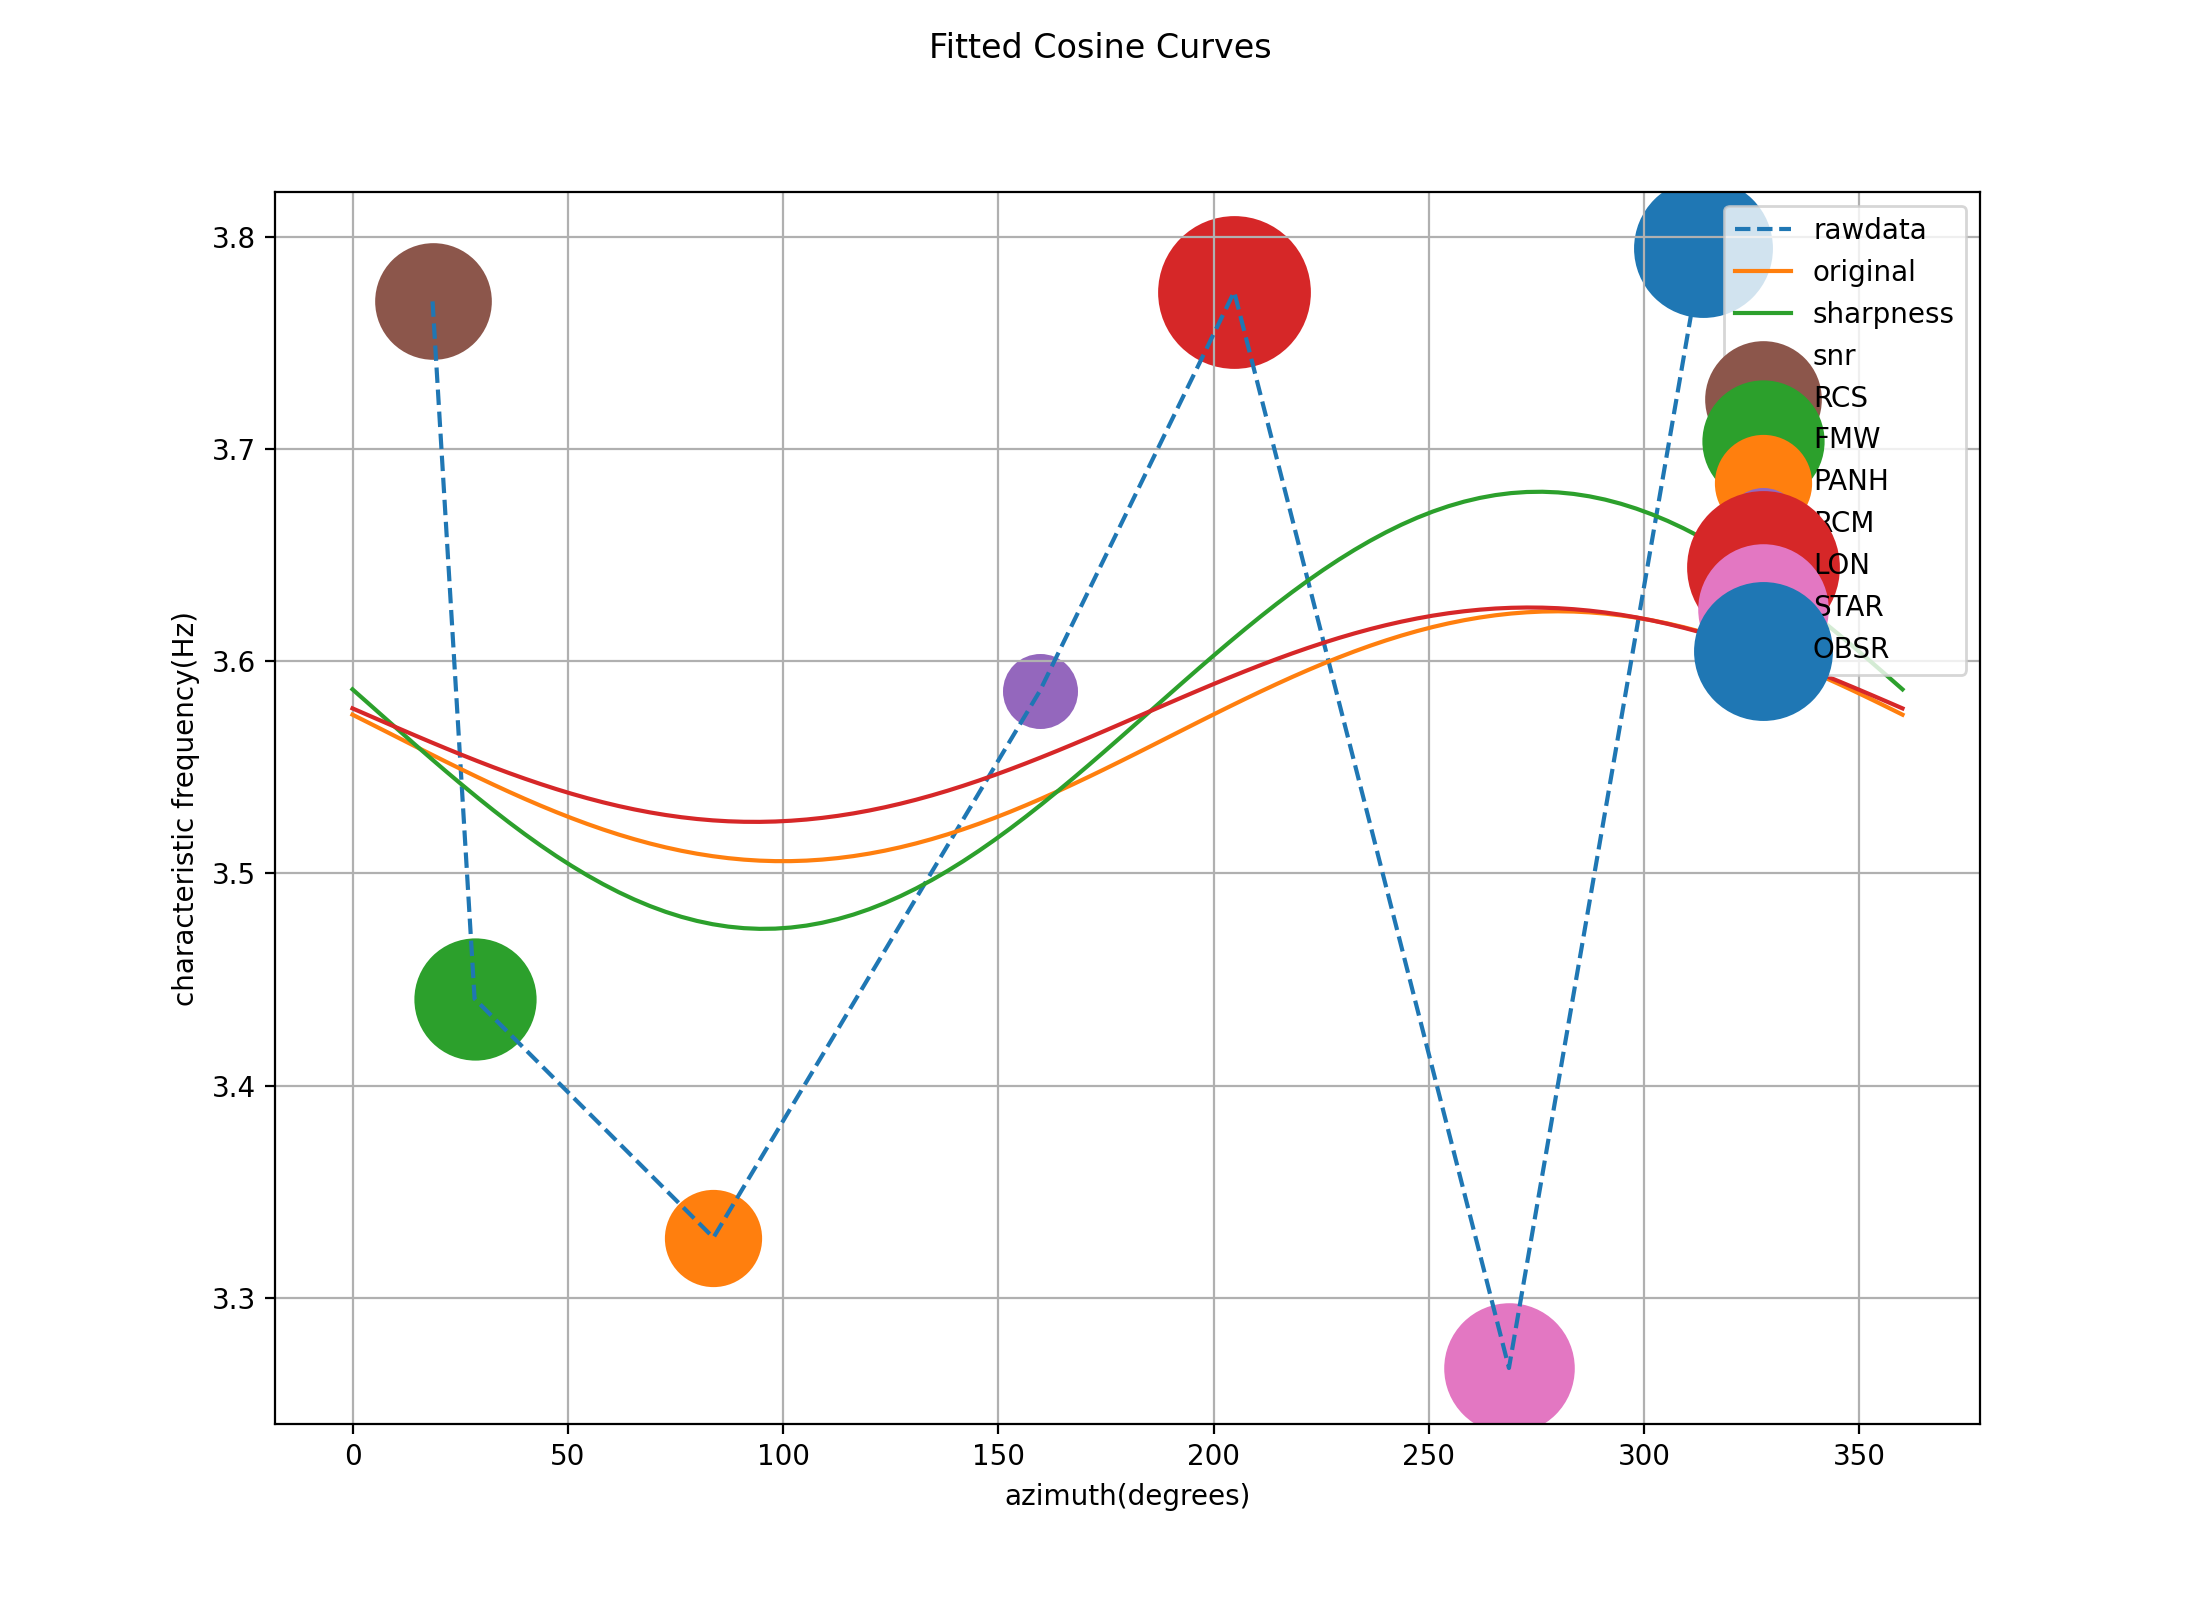 Fitted Cosine Curves
3.8
3.7
3.6
3.5
3.4
3.3
characteristic frequency(Hz)
0 50 100 150 200 250 300 350
azimuth(degrees)
rawdata
original
sharpness
snr
RCS
FMW
PANH
RCM
LON
STAR
OBSR